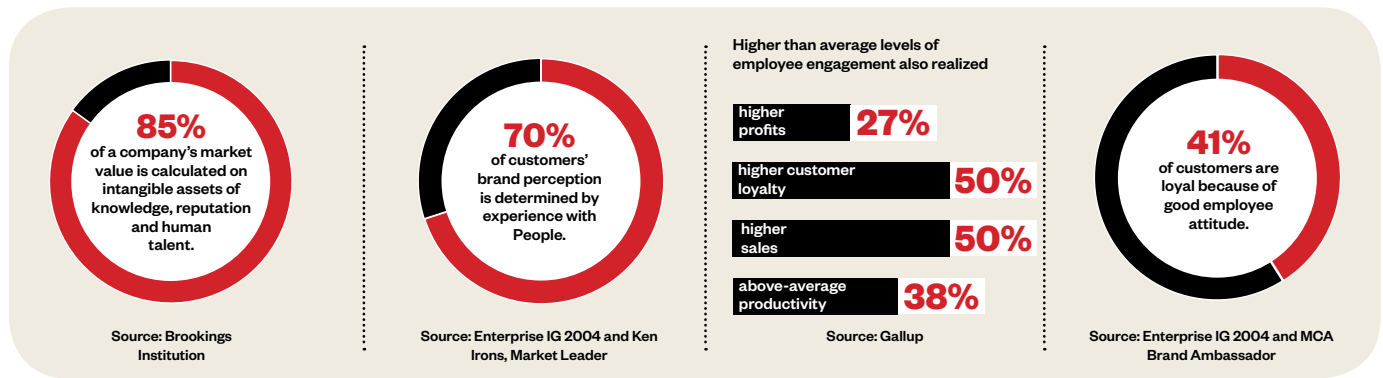 85%
of a company's market
value is calculated on
intangible assets of
knowledge, reputation
and human
talent.
Source: Brookings
Institution
70%
of customers'
brand perception
is determined by
experience with
People.
Source: Enterprise IG 2004 and Ken
Irons, Market Leader
Higher than average levels of
employee engagement also realized
higher
profits
27%
higher customer
loyalty
50%
higher
sales
50%
above-average
productivity
38%
Source: Gallup
41%
of customers are
loyal because of
good employee
attitude.
Source: Enterprise IG 2004 and MCA
Brand Ambassador